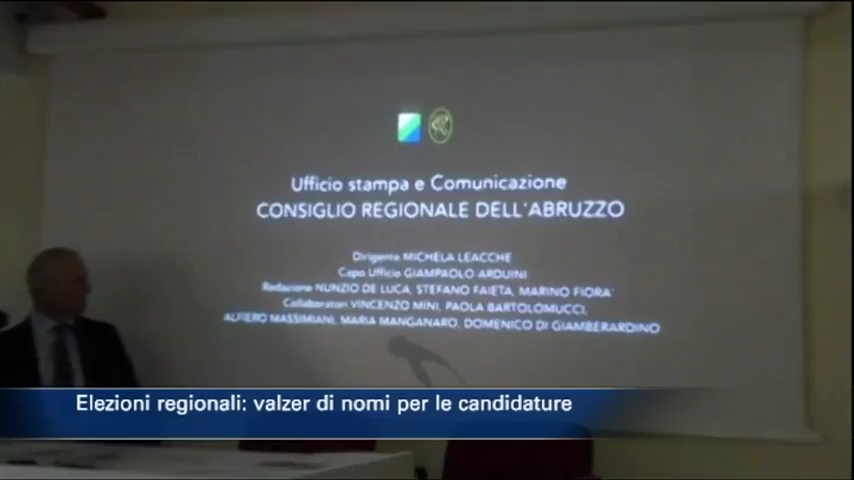 Ufficio stampa e Comunicazione
CONSIGLIO REGIONALE DELL'ABRUZZO
Dirigente MICHELA LEACCHE
Capo Ufficio GIAMPAOLO ARDUINI
Redazione NUNZIO DE LUCA, STEFANO FAIETA, MARINO FIORA'
Collaboratori VINCENZO MINI, PAOLA BARTOLOMUCCI,
ALFIERO MASSIMIANI, MARIA MANGANARO, DOMENICO DI GIAMBERARDINO
Elezioni regionali: valzer di nomi per le candidature